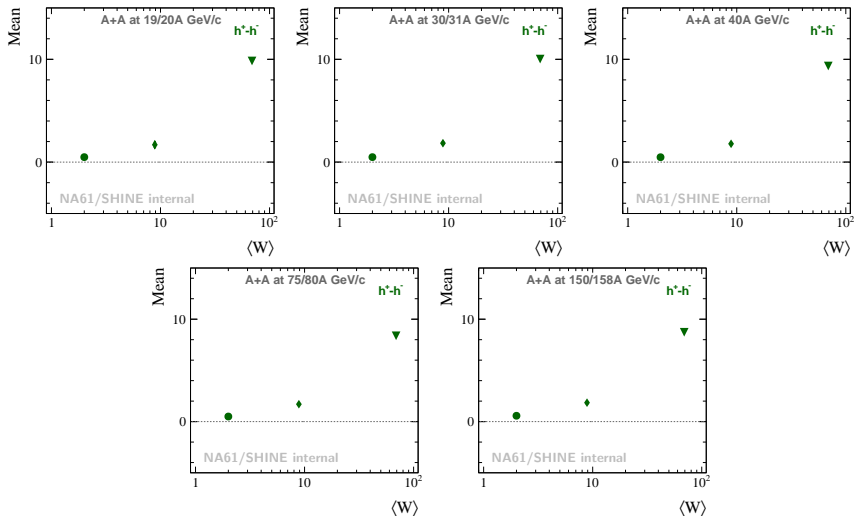 A+A at 19/20A GeV/c
h⁺-h⁻
Mean
10
0
NA61/SHINE internal
1
10
10²
⟨W⟩
A+A at 30/31A GeV/c
h⁺-h⁻
Mean
10
0
NA61/SHINE internal
1
10
10²
⟨W⟩
A+A at 40A GeV/c
h⁺-h⁻
Mean
10
0
NA61/SHINE internal
1
10
10²
⟨W⟩
A+A at 75/80A GeV/c
h⁺-h⁻
Mean
10
0
NA61/SHINE internal
1
10
10²
⟨W⟩
A+A at 150/158A GeV/c
h⁺-h⁻
Mean
10
0
NA61/SHINE internal
1
10
10²
⟨W⟩